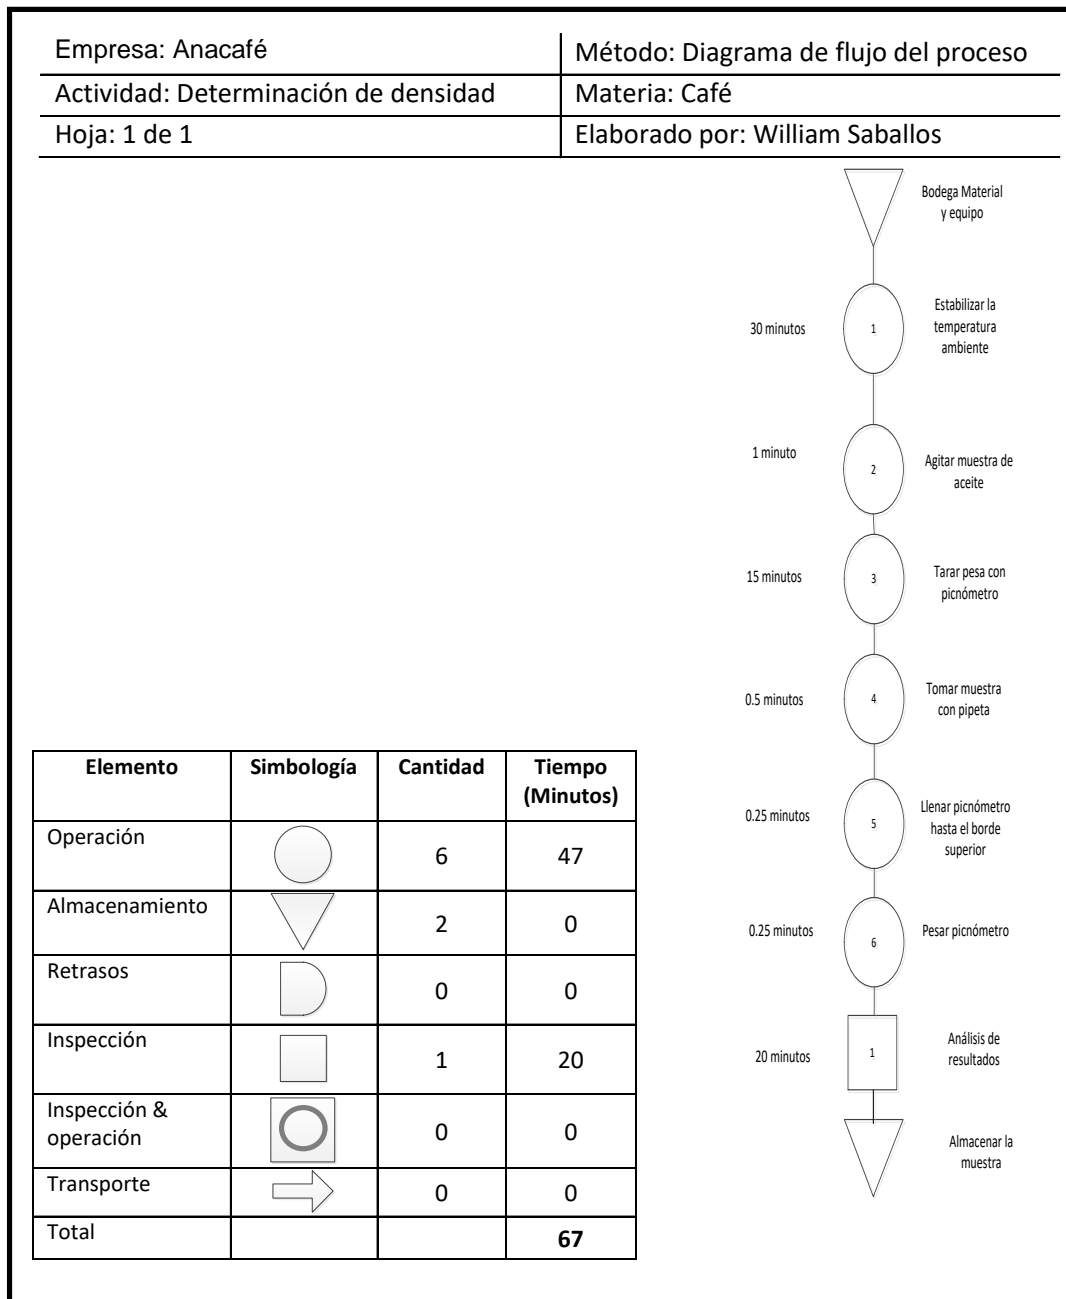 Empresa: Anacafé
Método: Diagrama de flujo del proceso
Actividad: Determinación de densidad
Materia: Café
Hoja: 1 de 1
Elaborado por: William Saballos
Bodega Material
y equipo
30 minutos
1
Estabilizar la
temperatura
ambiente
1 minuto
2
Agitar muestra de
aceite
15 minutos
3
Tarar pesa con
picnómetro
0.5 minutos
4
Tomar muestra
con pipeta
0.25 minutos
5
Llenar picnómetro
hasta el borde
superior
0.25 minutos
6
Pesar picnómetro
20 minutos
1
Análisis de
resultados
Almacenar la
muestra
Elemento
Simbología
Cantidad
Tiempo
(Minutos)
Operación
6
47
Almacenamiento
2
0
Retrasos
0
0
Inspección
1
20
Inspección &
operación
0
0
Transporte
0
0
Total
67